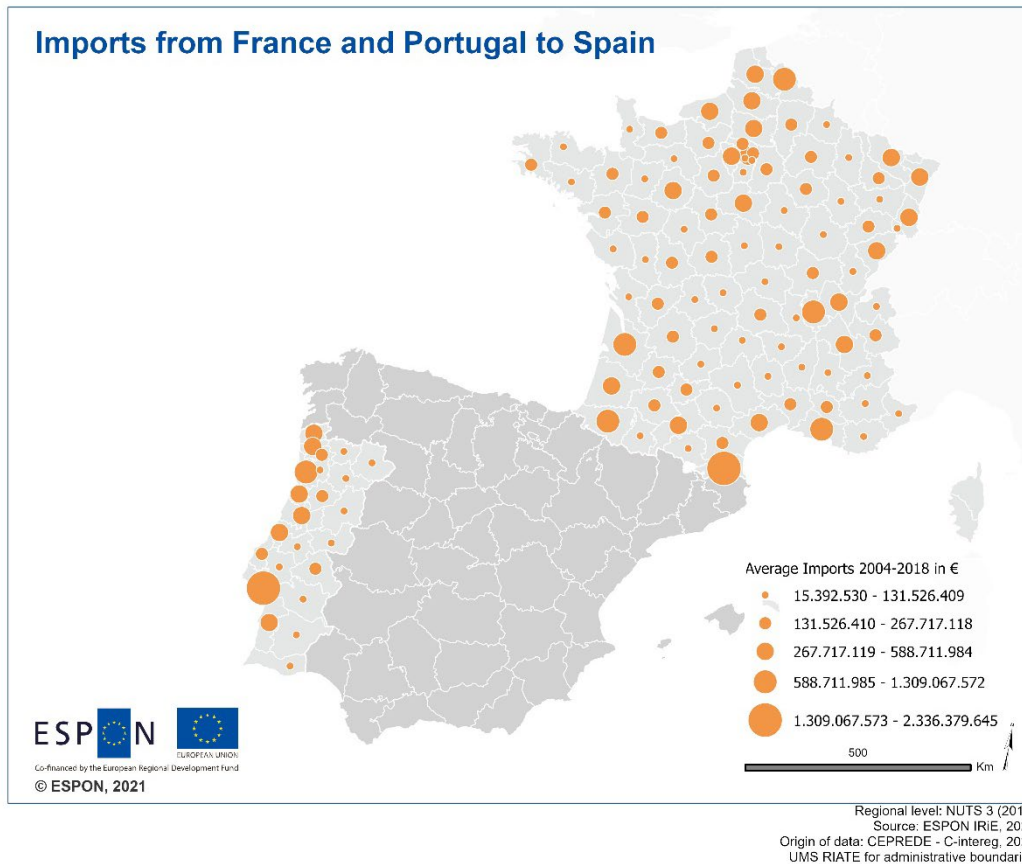 Imports from France and Portugal to Spain
Average Imports 2004-2018 in €
15.392.530 - 131.526.409
131.526.410 - 267.717.118
267.717.119 - 588.711.984
588.711.985 - 1.309.067.572
1.309.067.573 - 2.336.379.645
500
Km
ESPON
EUROPEAN UNION
Co-financed by the European Regional Development Fund
© ESPON, 2021
Regional level: NUTS 3 (201
Source: ESPON IRiE, 20
Origin of data: CEPREDE - C-intereg, 20
UMS RIATE for administrative boundari